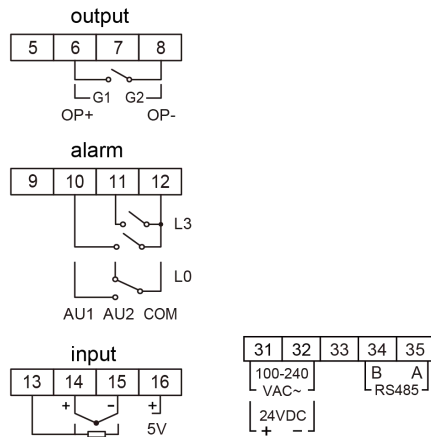 output
5 6 7 8
G1 G2
OP+ OP-
alarm
9 10 11 12
L3
L0
AU1 AU2 COM
input
13 14 15 16
+ - +
5V
31 32 33 34 35
100-240 B A
VAC~ RS485
24VDC
+ -